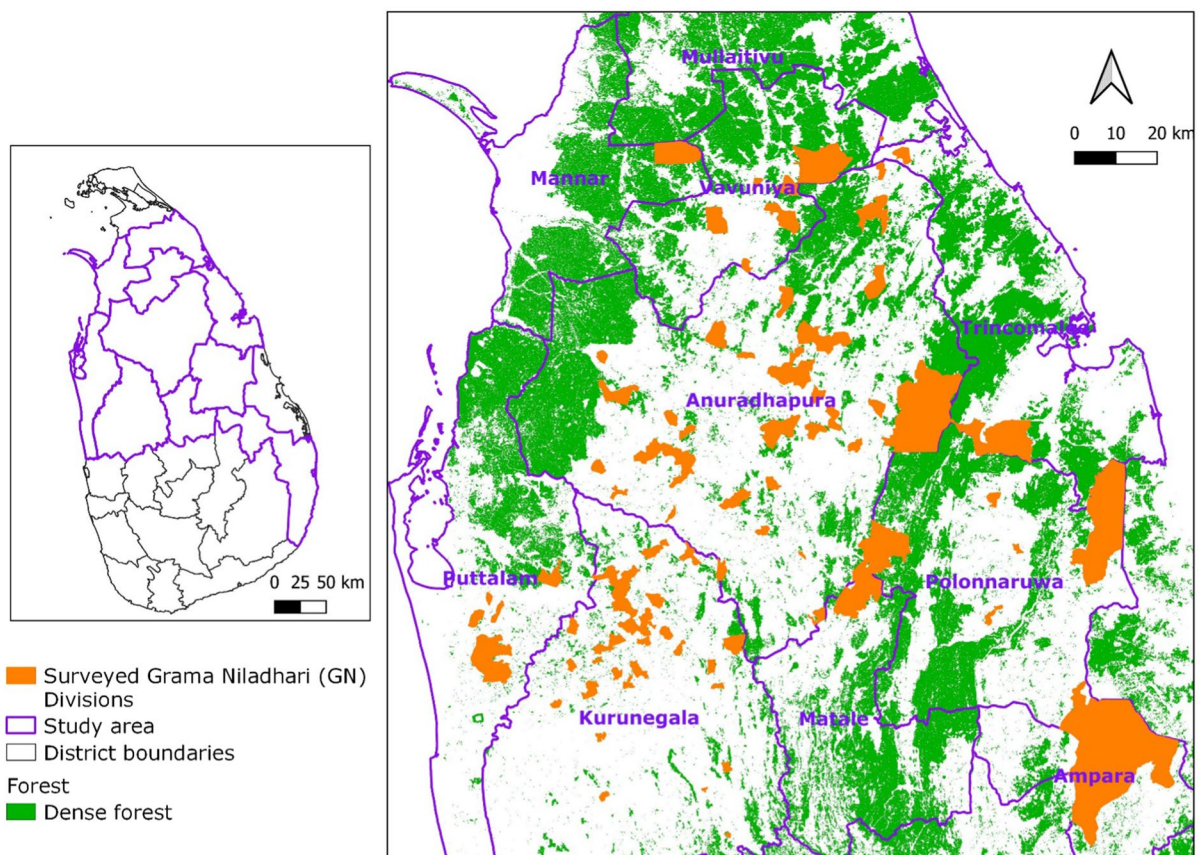 Mullaitivu
0 10 20 km
Mannar
Vavuniya
Trincomalee
Anuradhapura
Puttalam
Polonnaruwa
Kurunegala
Matale
Ampara
0 25 50 km
Surveyed Grama Niladhari (GN)
Divisions
Study area
District boundaries
Forest
Dense forest